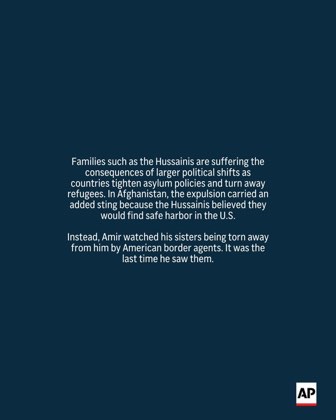 Families such as the Hussainis are suffering the
consequences of larger political shifts as
countries tighten asylum policies and turn away
refugees. In Afghanistan, the expulsion carried an
added sting because the Hussainis believed they
would find safe harbor in the U.S.
Instead, Amir watched his sisters being torn away
from him by American border agents. It was the
last time he saw them.
AP